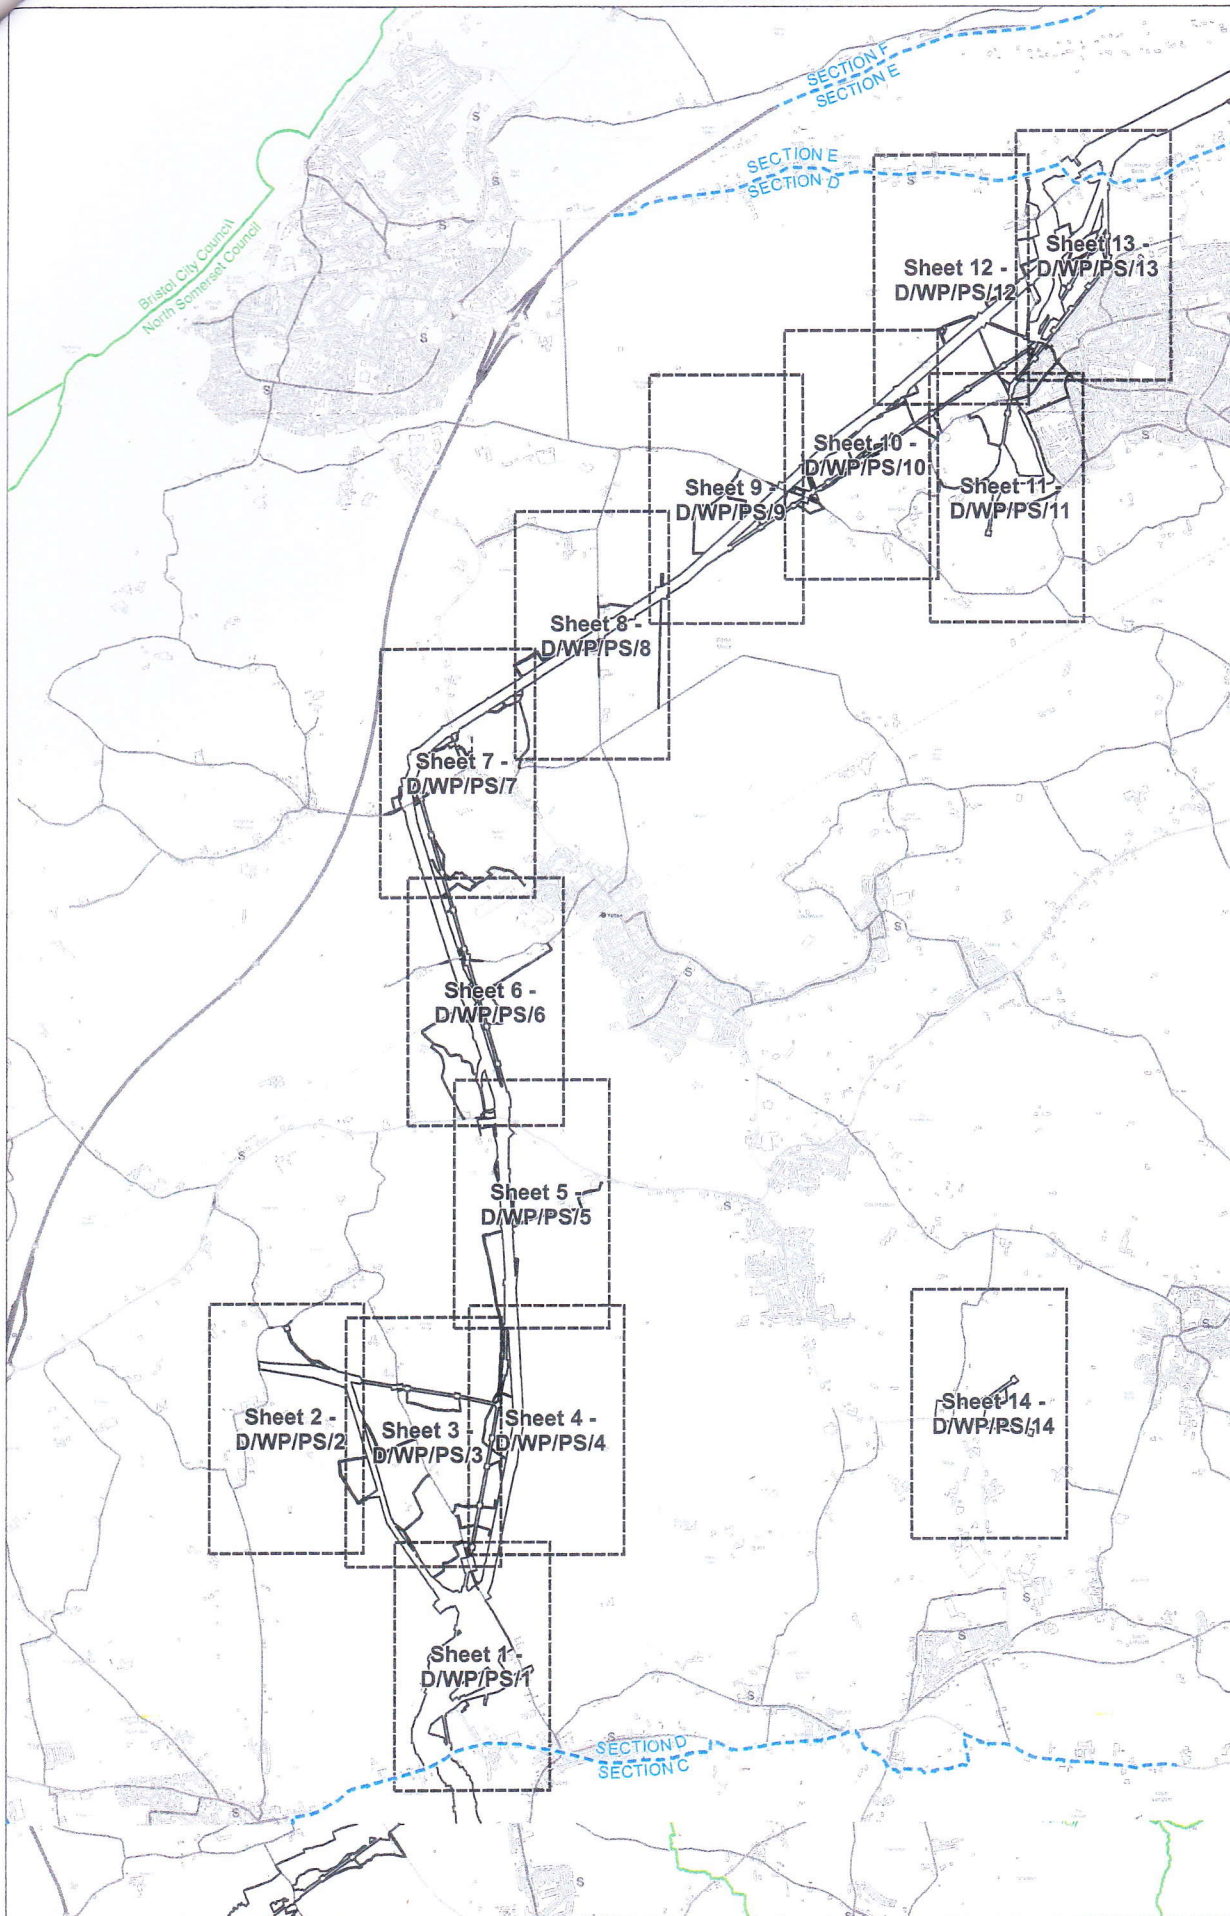 SECTION F
SECTION E
SECTION E
SECTION D
Bristol City Council
North Somerset Council
Sheet 13 -
D/WP/PS/13
Sheet 12 -
D/WP/PS/12
Sheet 10 -
D/WP/PS/10
Sheet 11 -
D/WP/PS/11
Sheet 9 -
D/WP/PS/9
Sheet 8 -
D/WP/PS/8
Sheet 7 -
D/WP/PS/7
Sheet 6 -
D/WP/PS/6
Sheet 5 -
D/WP/PS/5
Sheet 2 -
D/WP/PS/2
Sheet 3 -
D/WP/PS/3
Sheet 4 -
D/WP/PS/4
Sheet 14 -
D/WP/PS/14
Sheet 1 -
D/WP/PS/1
SECTION D
SECTION C